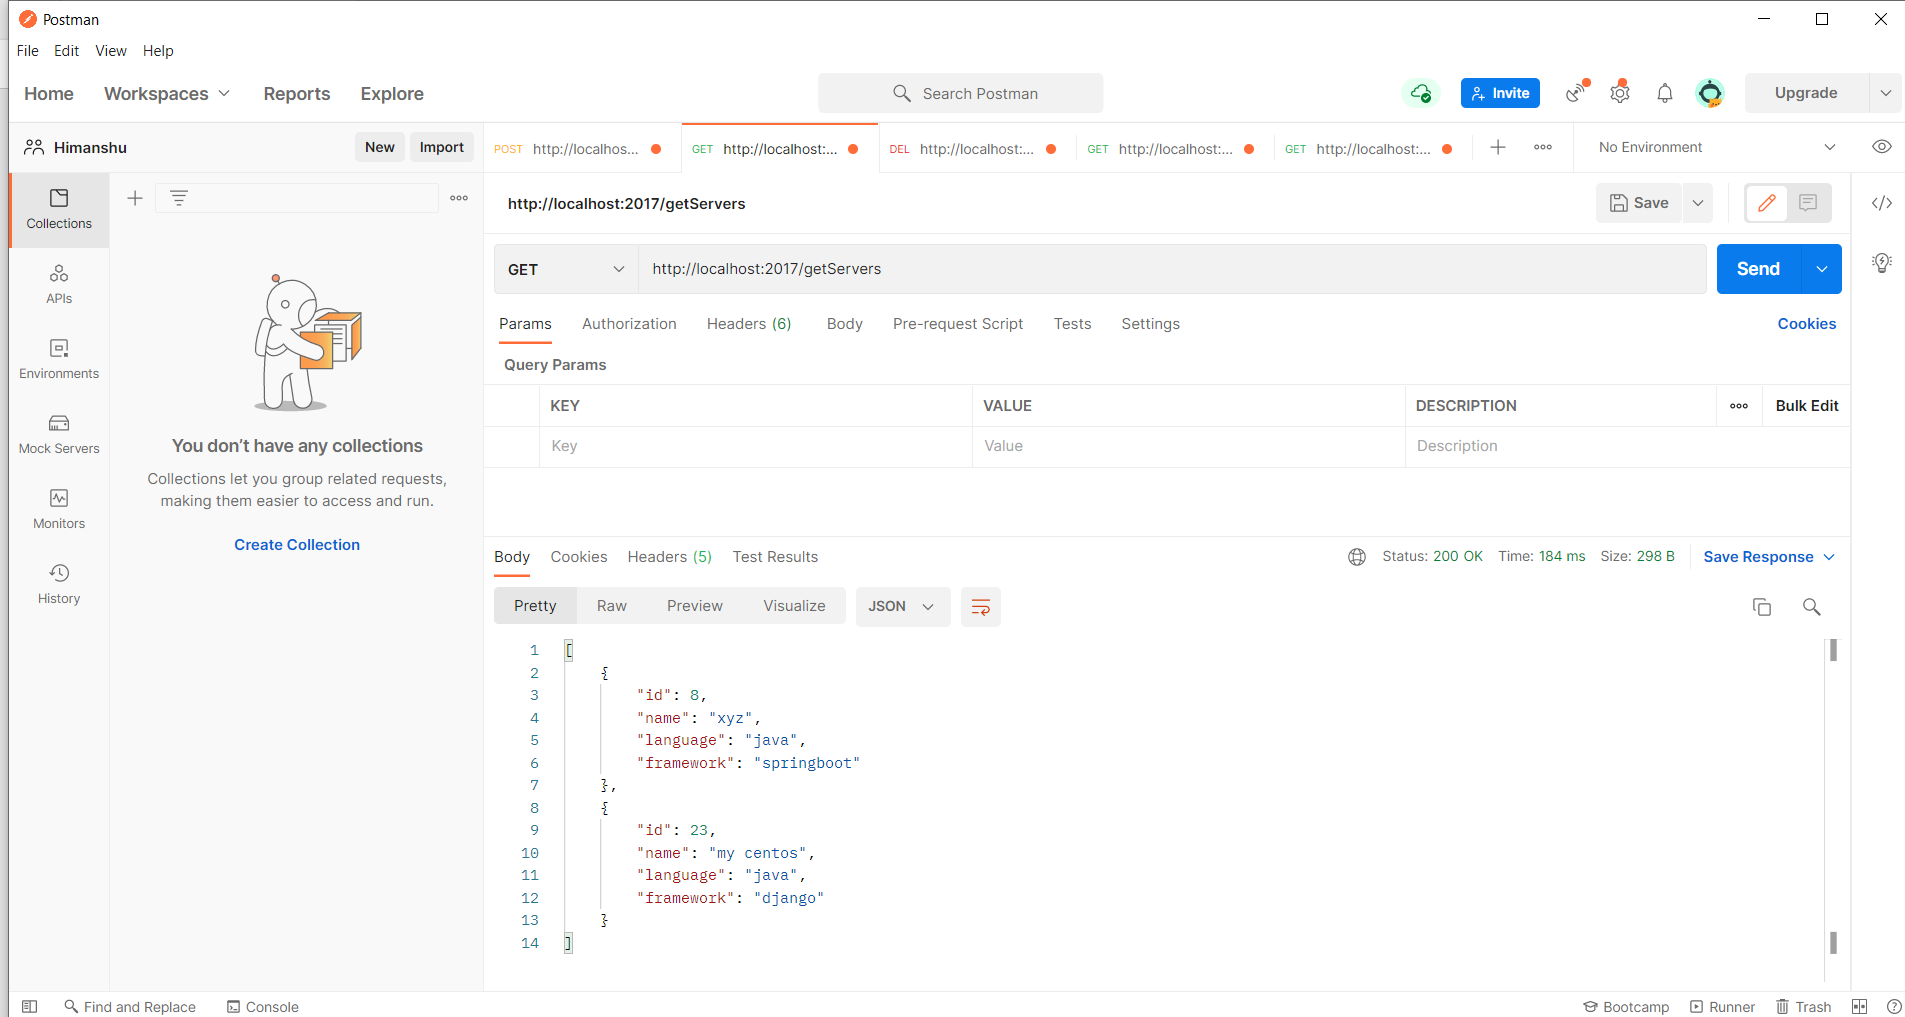 Postman
File Edit View Help
Home Workspaces Reports Explore Search Postman Invite Upgrade
Himanshu New Import
POST http://localhos... GET http://localhost:... DEL http://localhost:... GET http://localhost:... GET http://localhost:... No Environment
Collections
APIs
Environments
Mock Servers
Monitors
History
You don't have any collections
Collections let you group related requests,
making them easier to access and run.
Create Collection
http://localhost:2017/getServers Save
GET http://localhost:2017/getServers Send
Params Authorization Headers (6) Body Pre-request Script Tests Settings Cookies
Query Params
KEY VALUE DESCRIPTION Bulk Edit
Key Value Description
Body Cookies Headers (5) Test Results Status: 200 OK Time: 184 ms Size: 298 B Save Response
Pretty Raw Preview Visualize JSON
1 [
2 {
3 "id": 8,
4 "name": "xyz",
5 "language": "java",
6 "framework": "springboot"
7 },
8 {
9 "id": 23,
10 "name": "my centos",
11 "language": "java",
12 "framework": "django"
13 }
14 ]
Find and Replace Console Bootcamp Runner Trash